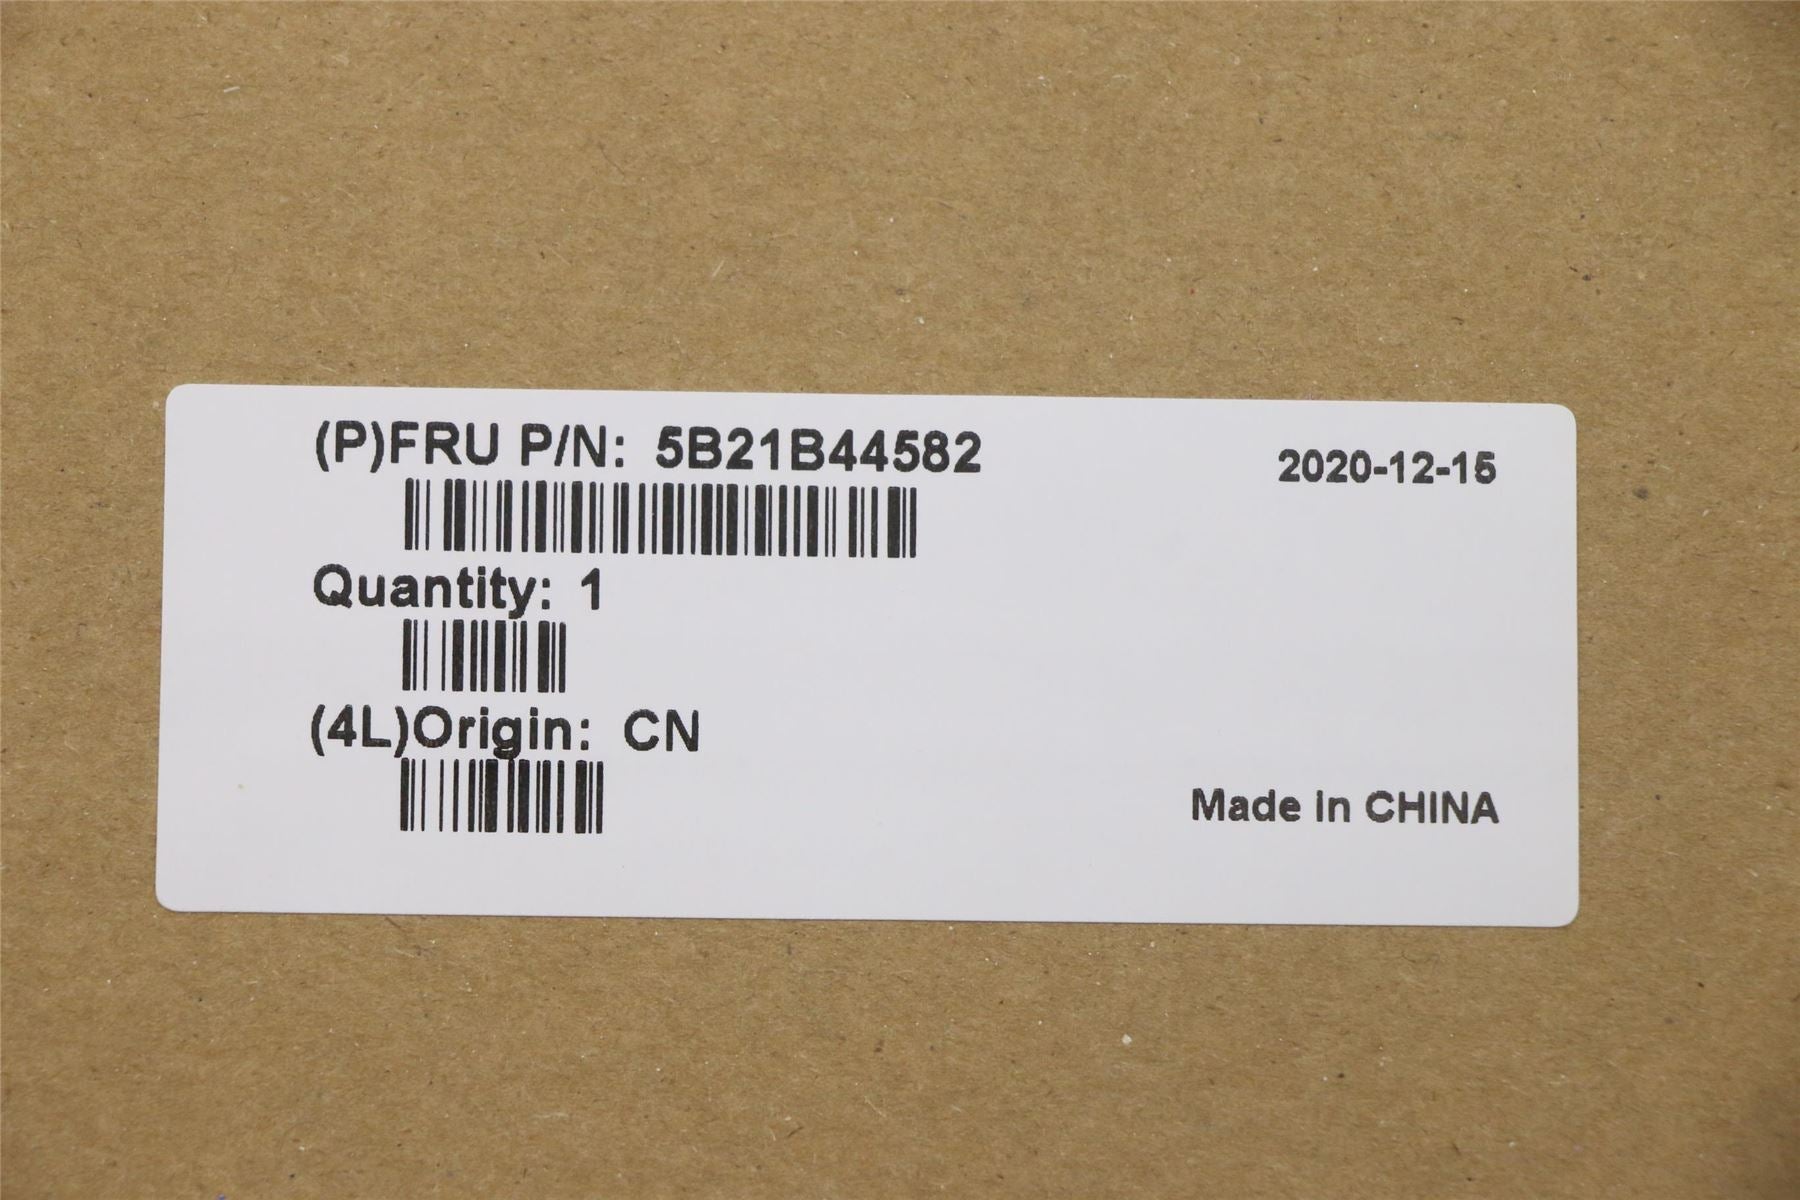 (P)FRU P/N: 5B21B44582
2020-12-15
Quantity: 1
(4L)Origin: CN
Made in CHINA